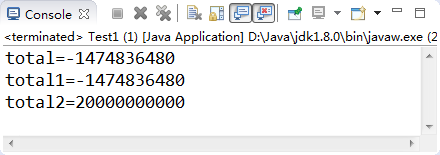 Console
<terminated> Test1 (1) [Java Application] D:\Java\jdk1.8.0\bin\javaw.exe (2
total=-1474836480
total1=-1474836480
total2=20000000000